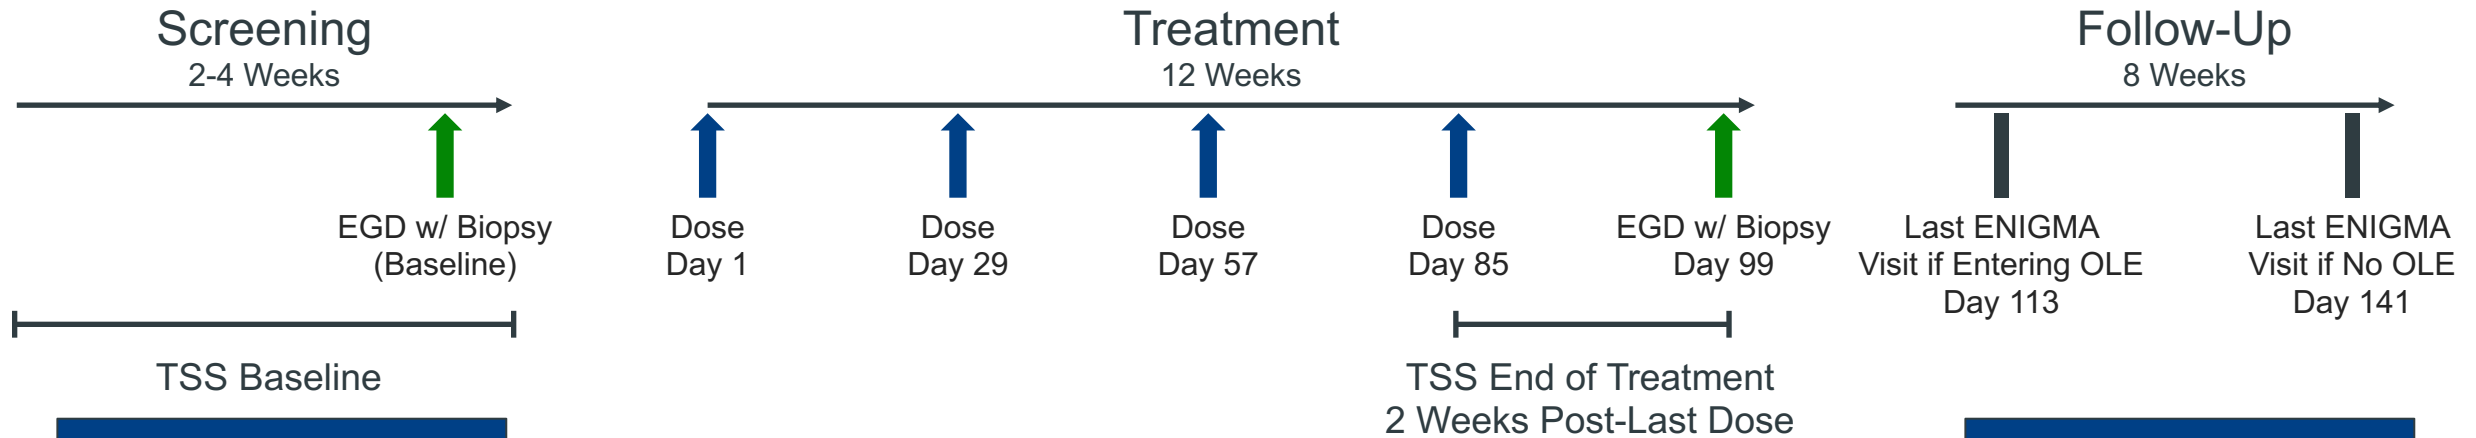 Screening
2-4 Weeks
Treatment
12 Weeks
Follow-Up
8 Weeks
EGD w/ Biopsy
(Baseline)
Dose
Day 1
Dose
Day 29
Dose
Day 57
Dose
Day 85
EGD w/ Biopsy
Day 99
Last ENIGMA
Visit if Entering OLE
Day 113
Last ENIGMA
Visit if No OLE
Day 141
TSS Baseline
TSS End of Treatment
2 Weeks Post-Last Dose